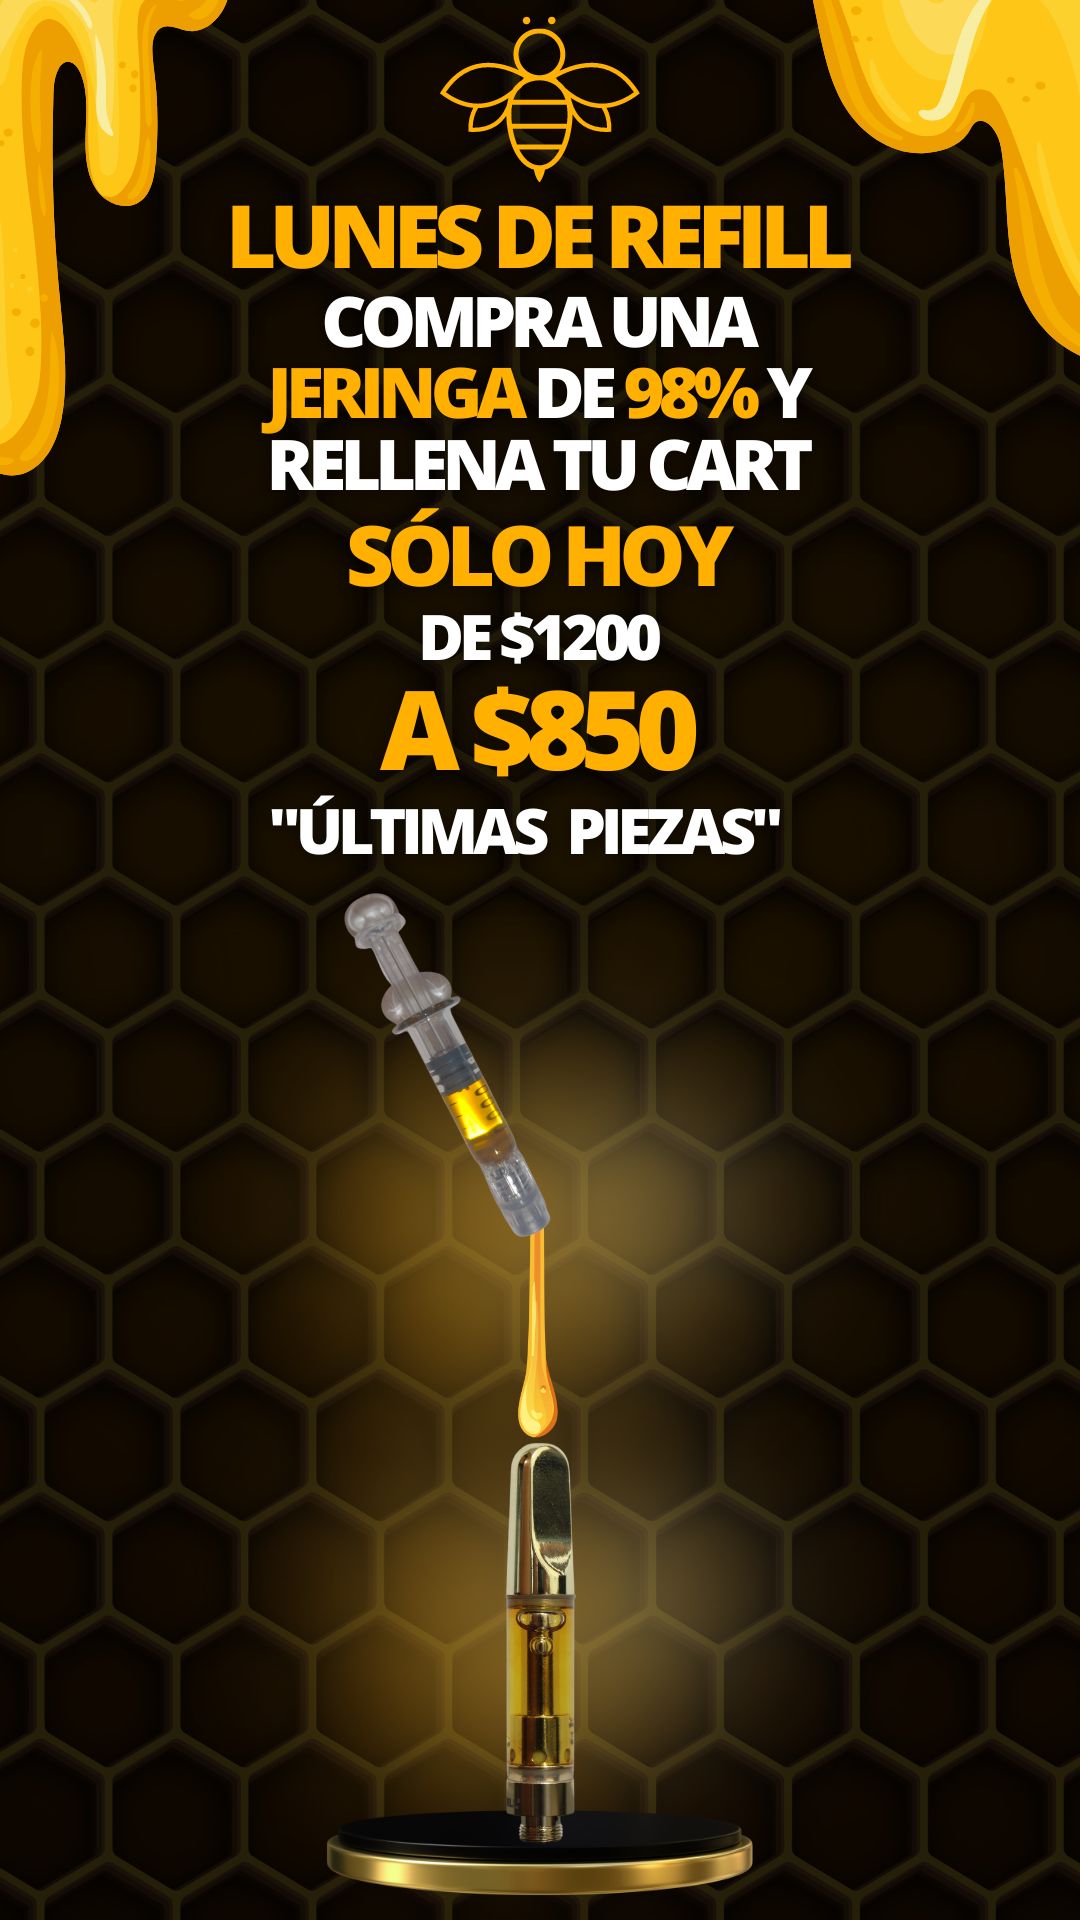 LUNES DE REFILL
COMPRA UNA
JERINGA DE 98% Y
RELLENA TU CART
SÓLO HOY
DE $1200
A $850
"ÚLTIMAS PIEZAS"